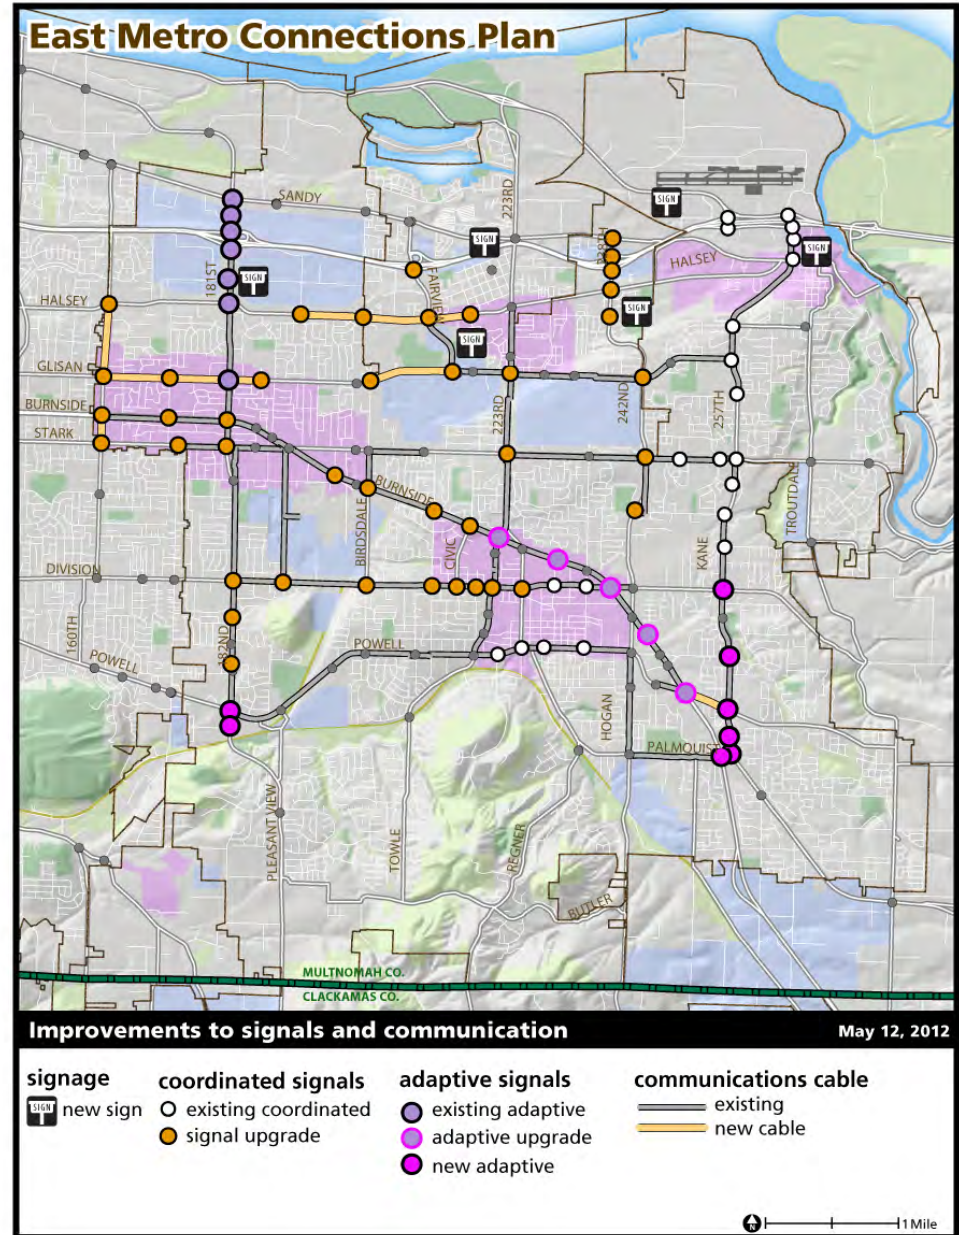 East Metro Connections Plan
SANDY
223RD
SIGN
SIGN
SIGN
SIGN
181ST
FAIRVIEW
HALSEY
HALSEY
SIGN
SIGN
GLISAN
BURNSIDE
STARK
223RD
242ND
257TH
BURNSIDE
BIRDSDALE
CIVIC
KANE
TROUTDALE
DIVISION
160TH
182ND
POWELL
POWELL
HOGAN
PALMQUIST
PLEASANT VIEW
TOWLE
REGNER
BUTLER
MULTNOMAH CO.
CLACKAMAS CO.
Improvements to signals and communication
May 12, 2012
signage
SIGN new sign
coordinated signals
existing coordinated
signal upgrade
adaptive signals
existing adaptive
adaptive upgrade
new adaptive
communications cable
existing
new cable
N
1 Mile